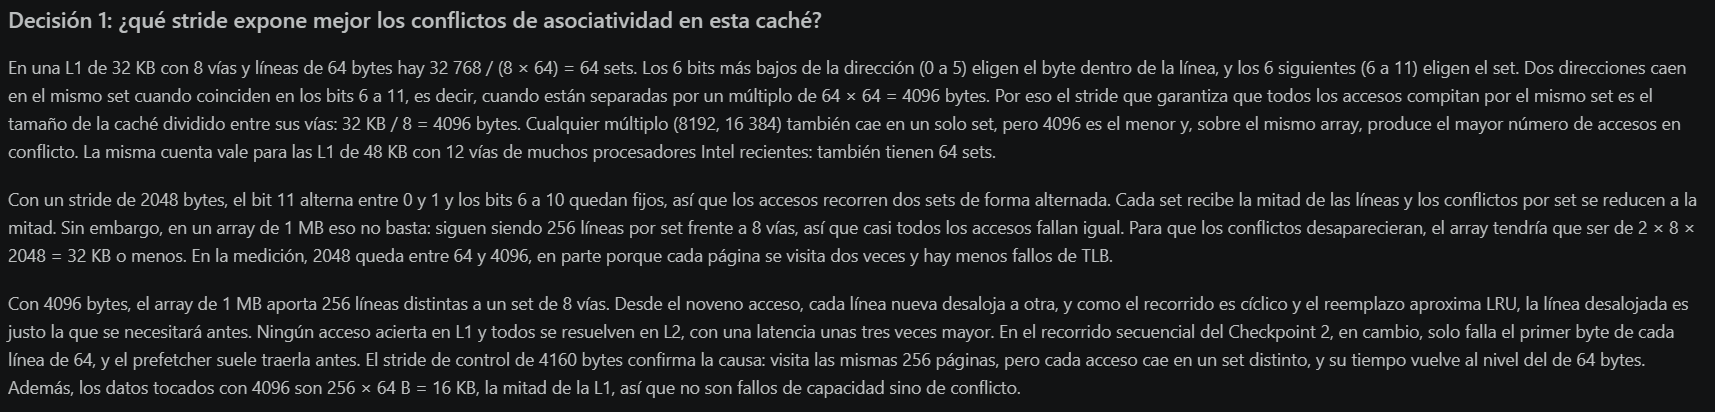 Decisión 1: ¿qué stride expone mejor los conflictos de asociatividad en esta caché?
En una L1 de 32 KB con 8 vías y líneas de 64 bytes hay 32 768 / (8 × 64) = 64 sets. Los 6 bits más bajos de la dirección (0 a 5) eligen el byte dentro de la línea, y los 6 siguientes (6 a 11) eligen el set. Dos direcciones caen
en el mismo set cuando coinciden en los bits 6 a 11, es decir, cuando están separadas por un múltiplo de 64 × 64 = 4096 bytes. Por eso el stride que garantiza que todos los accesos compitan por el mismo set es el
tamaño de la caché dividido entre sus vías: 32 KB / 8 = 4096 bytes. Cualquier múltiplo (8192, 16 384) también cae en un solo set, pero 4096 es el menor y, sobre el mismo array, produce el mayor número de accesos en
conflicto. La misma cuenta vale para las L1 de 48 KB con 12 vías de muchos procesadores Intel recientes: también tienen 64 sets.
Con un stride de 2048 bytes, el bit 11 alterna entre 0 y 1 y los bits 6 a 10 quedan fijos, así que los accesos recorren dos sets de forma alternada. Cada set recibe la mitad de las líneas y los conflictos por set se reducen a la
mitad. Sin embargo, en un array de 1 MB eso no basta: siguen siendo 256 líneas por set frente a 8 vías, así que casi todos los accesos fallan igual. Para que los conflictos desaparecieran, el array tendría que ser de 2 × 8 ×
2048 = 32 KB o menos. En la medición, 2048 queda entre 64 y 4096, en parte porque cada página se visita dos veces y hay menos fallos de TLB.
Con 4096 bytes, el array de 1 MB aporta 256 líneas distintas a un set de 8 vías. Desde el noveno acceso, cada línea nueva desaloja a otra, y como el recorrido es cíclico y el reemplazo aproxima LRU, la línea desalojada es
justo la que se necesitará antes. Ningún acceso acierta en L1 y todos se resuelven en L2, con una latencia unas tres veces mayor. En el recorrido secuencial del Checkpoint 2, en cambio, solo falla el primer byte de cada
línea de 64, y el prefetcher suele traerla antes. El stride de control de 4160 bytes confirma la causa: visita las mismas 256 páginas, pero cada acceso cae en un set distinto, y su tiempo vuelve al nivel del de 64 bytes.
Además, los datos tocados con 4096 son 256 × 64 B = 16 KB, la mitad de la L1, así que no son fallos de capacidad sino de conflicto.